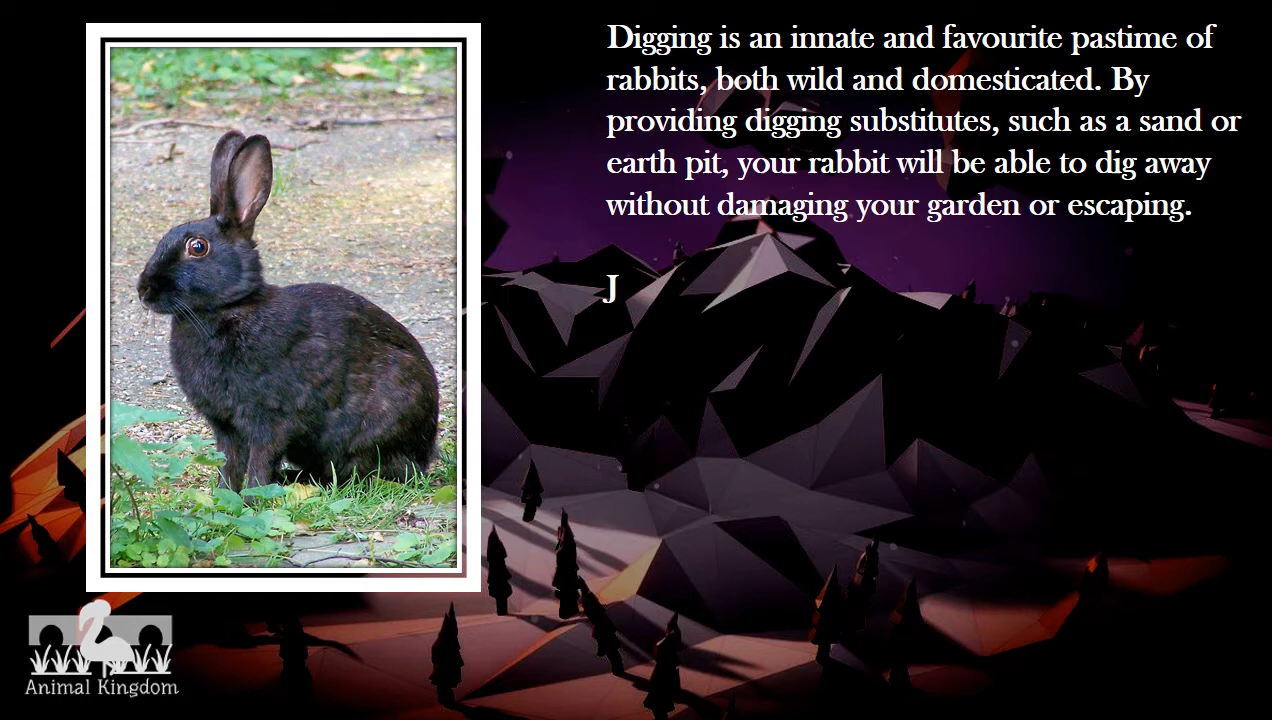 Digging is an innate and favourite pastime of
rabbits, both wild and domesticated. By
providing digging substitutes, such as a sand or
earth pit, your rabbit will be able to dig away
without damaging your garden or escaping.
J
Animal Kingdom